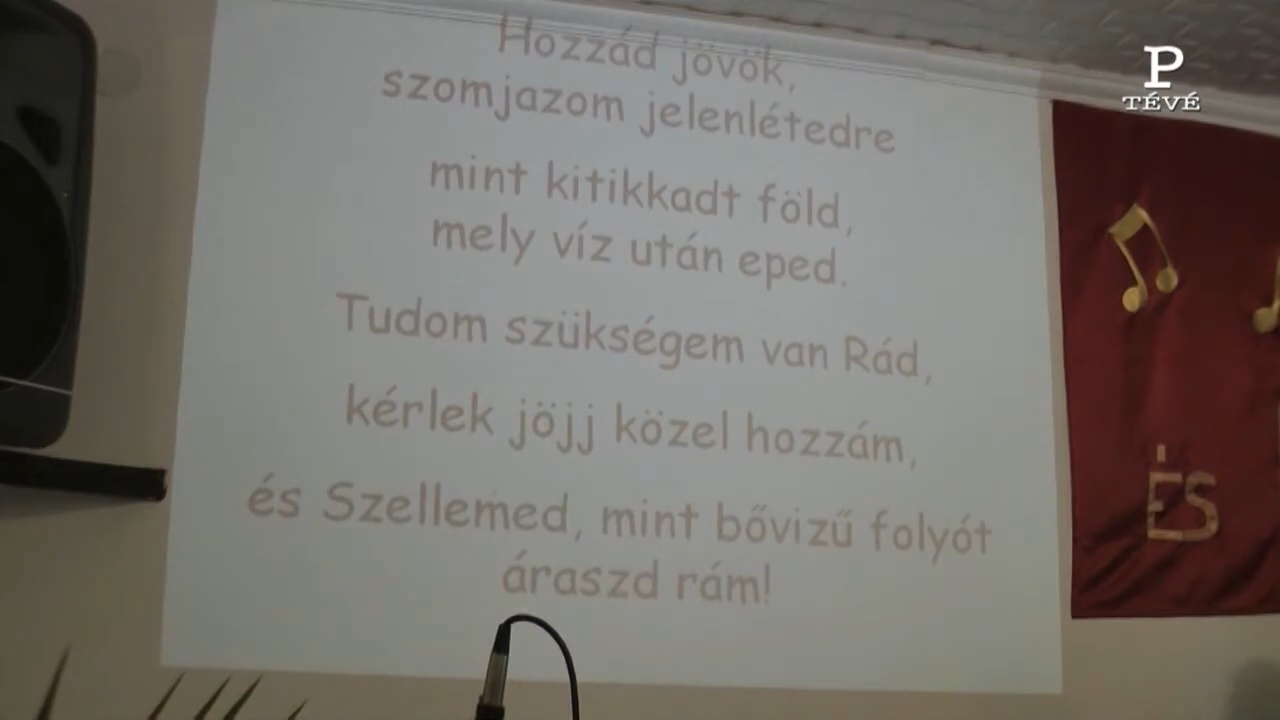 Hozzád jövök,
szomjazom jelenlétedre
mint kitikkadt föld,
mely víz után eped.
Tudom szükségem van Rád,
kérlek jöjj közel hozzám,
és Szellemed, mint bővizű folyót
áraszd rám!
P
TÉVÉ
ÉS